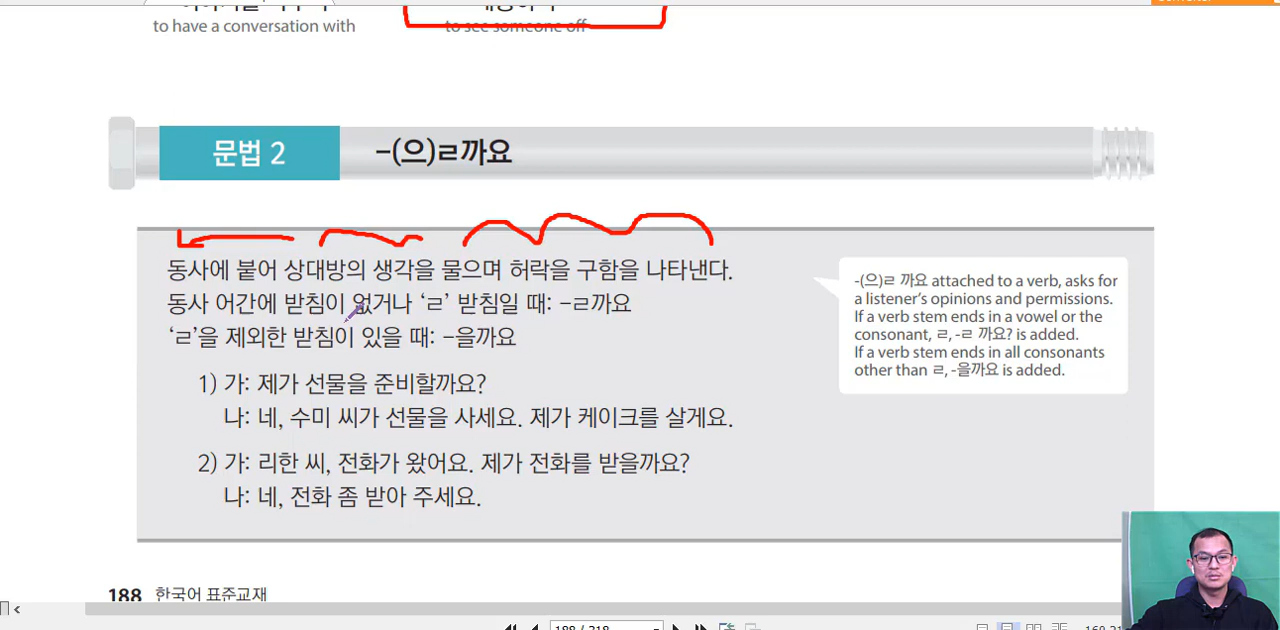 to have a conversation with
to see someone off
문법 2
-(으)ㄹ까요
동사에 붙어 상대방의 생각을 물으며 허락을 구함을 나타낸다.
동사 어간에 받침이 없거나 ‘ㄹ’ 받침일 때: -ㄹ까요
‘ㄹ’을 제외한 받침이 있을 때: -을까요
1) 가: 제가 선물을 준비할까요?
나: 네, 수미 씨가 선물을 사세요. 제가 케이크를 살게요.
2) 가: 리한 씨, 전화가 왔어요. 제가 전화를 받을까요?
나: 네, 전화 좀 받아 주세요.
-(으)ㄹ 까요 attached to a verb, asks for
a listener's opinions and permissions.
If a verb stem ends in a vowel or the
consonant, ㄹ, -ㄹ 까요? is added.
If a verb stem ends in all consonants
other than ㄹ, -을까요 is added.
188 한국어 표준교재
188 / 218